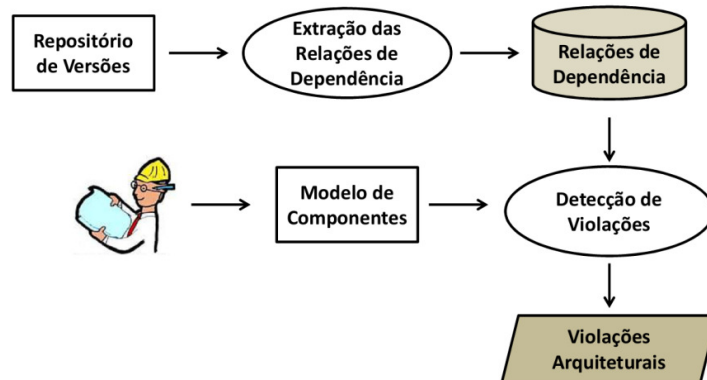 Repositório
de Versões
Extração das
Relações de
Dependência
Relações de
Dependência
Modelo de
Componentes
Detecção de
Violações
Violações
Arquiteturais